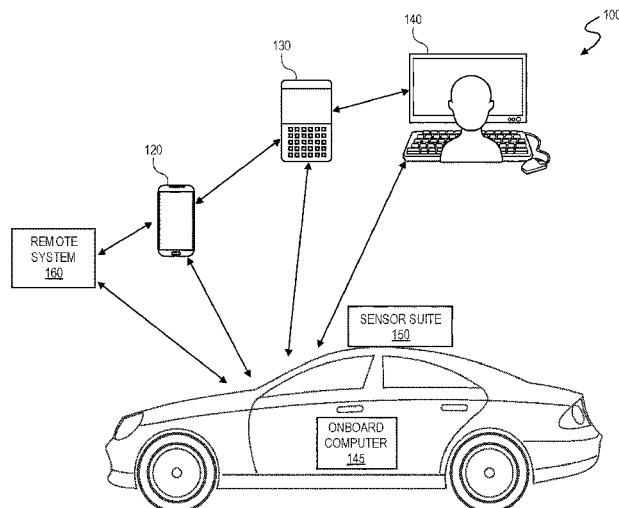 100
140
130
120
REMOTE
SYSTEM
160
SENSOR SUITE
150
ONBOARD
COMPUTER
145